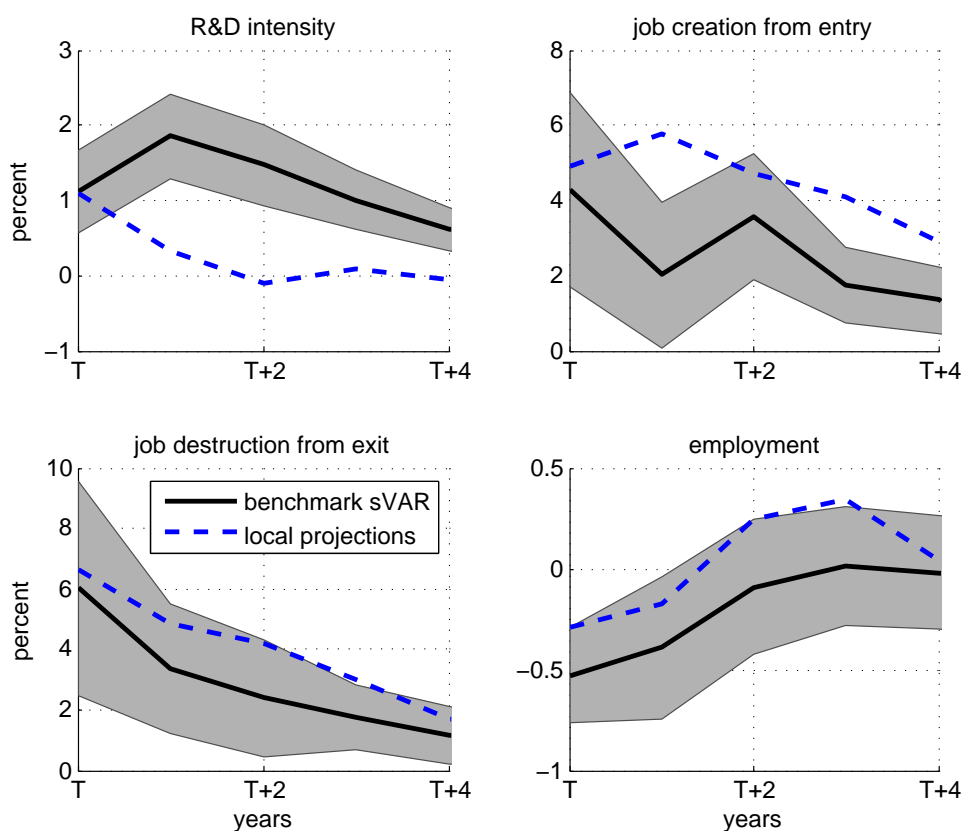 R&D intensity
3
2
1
0
−1
percent
T
T+2
T+4
job creation from entry
8
6
4
2
0
T
T+2
T+4
job destruction from exit
10
8
6
4
2
0
percent
benchmark sVAR
local projections
T
T+2
T+4
years
employment
0.5
0
−0.5
−1
T
T+2
T+4
years